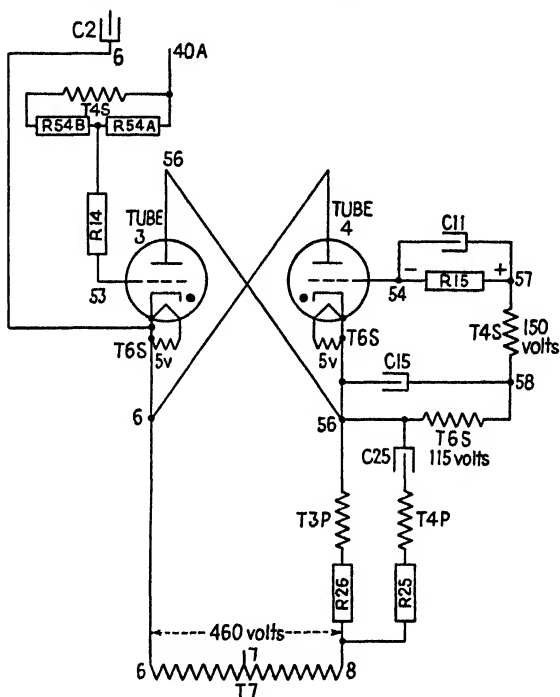 C2
6
40A
T4S
R54B
R54A
56
R14
TUBE
3
TUBE
4
C11
53
54
-
R15
+
57
T6S
5v
T6S
5v
T4S
150
volts
C15
58
6
56
T6S
115 volts
C25
T3P
T4P
R26
R25
460 volts
6
17
8
T7